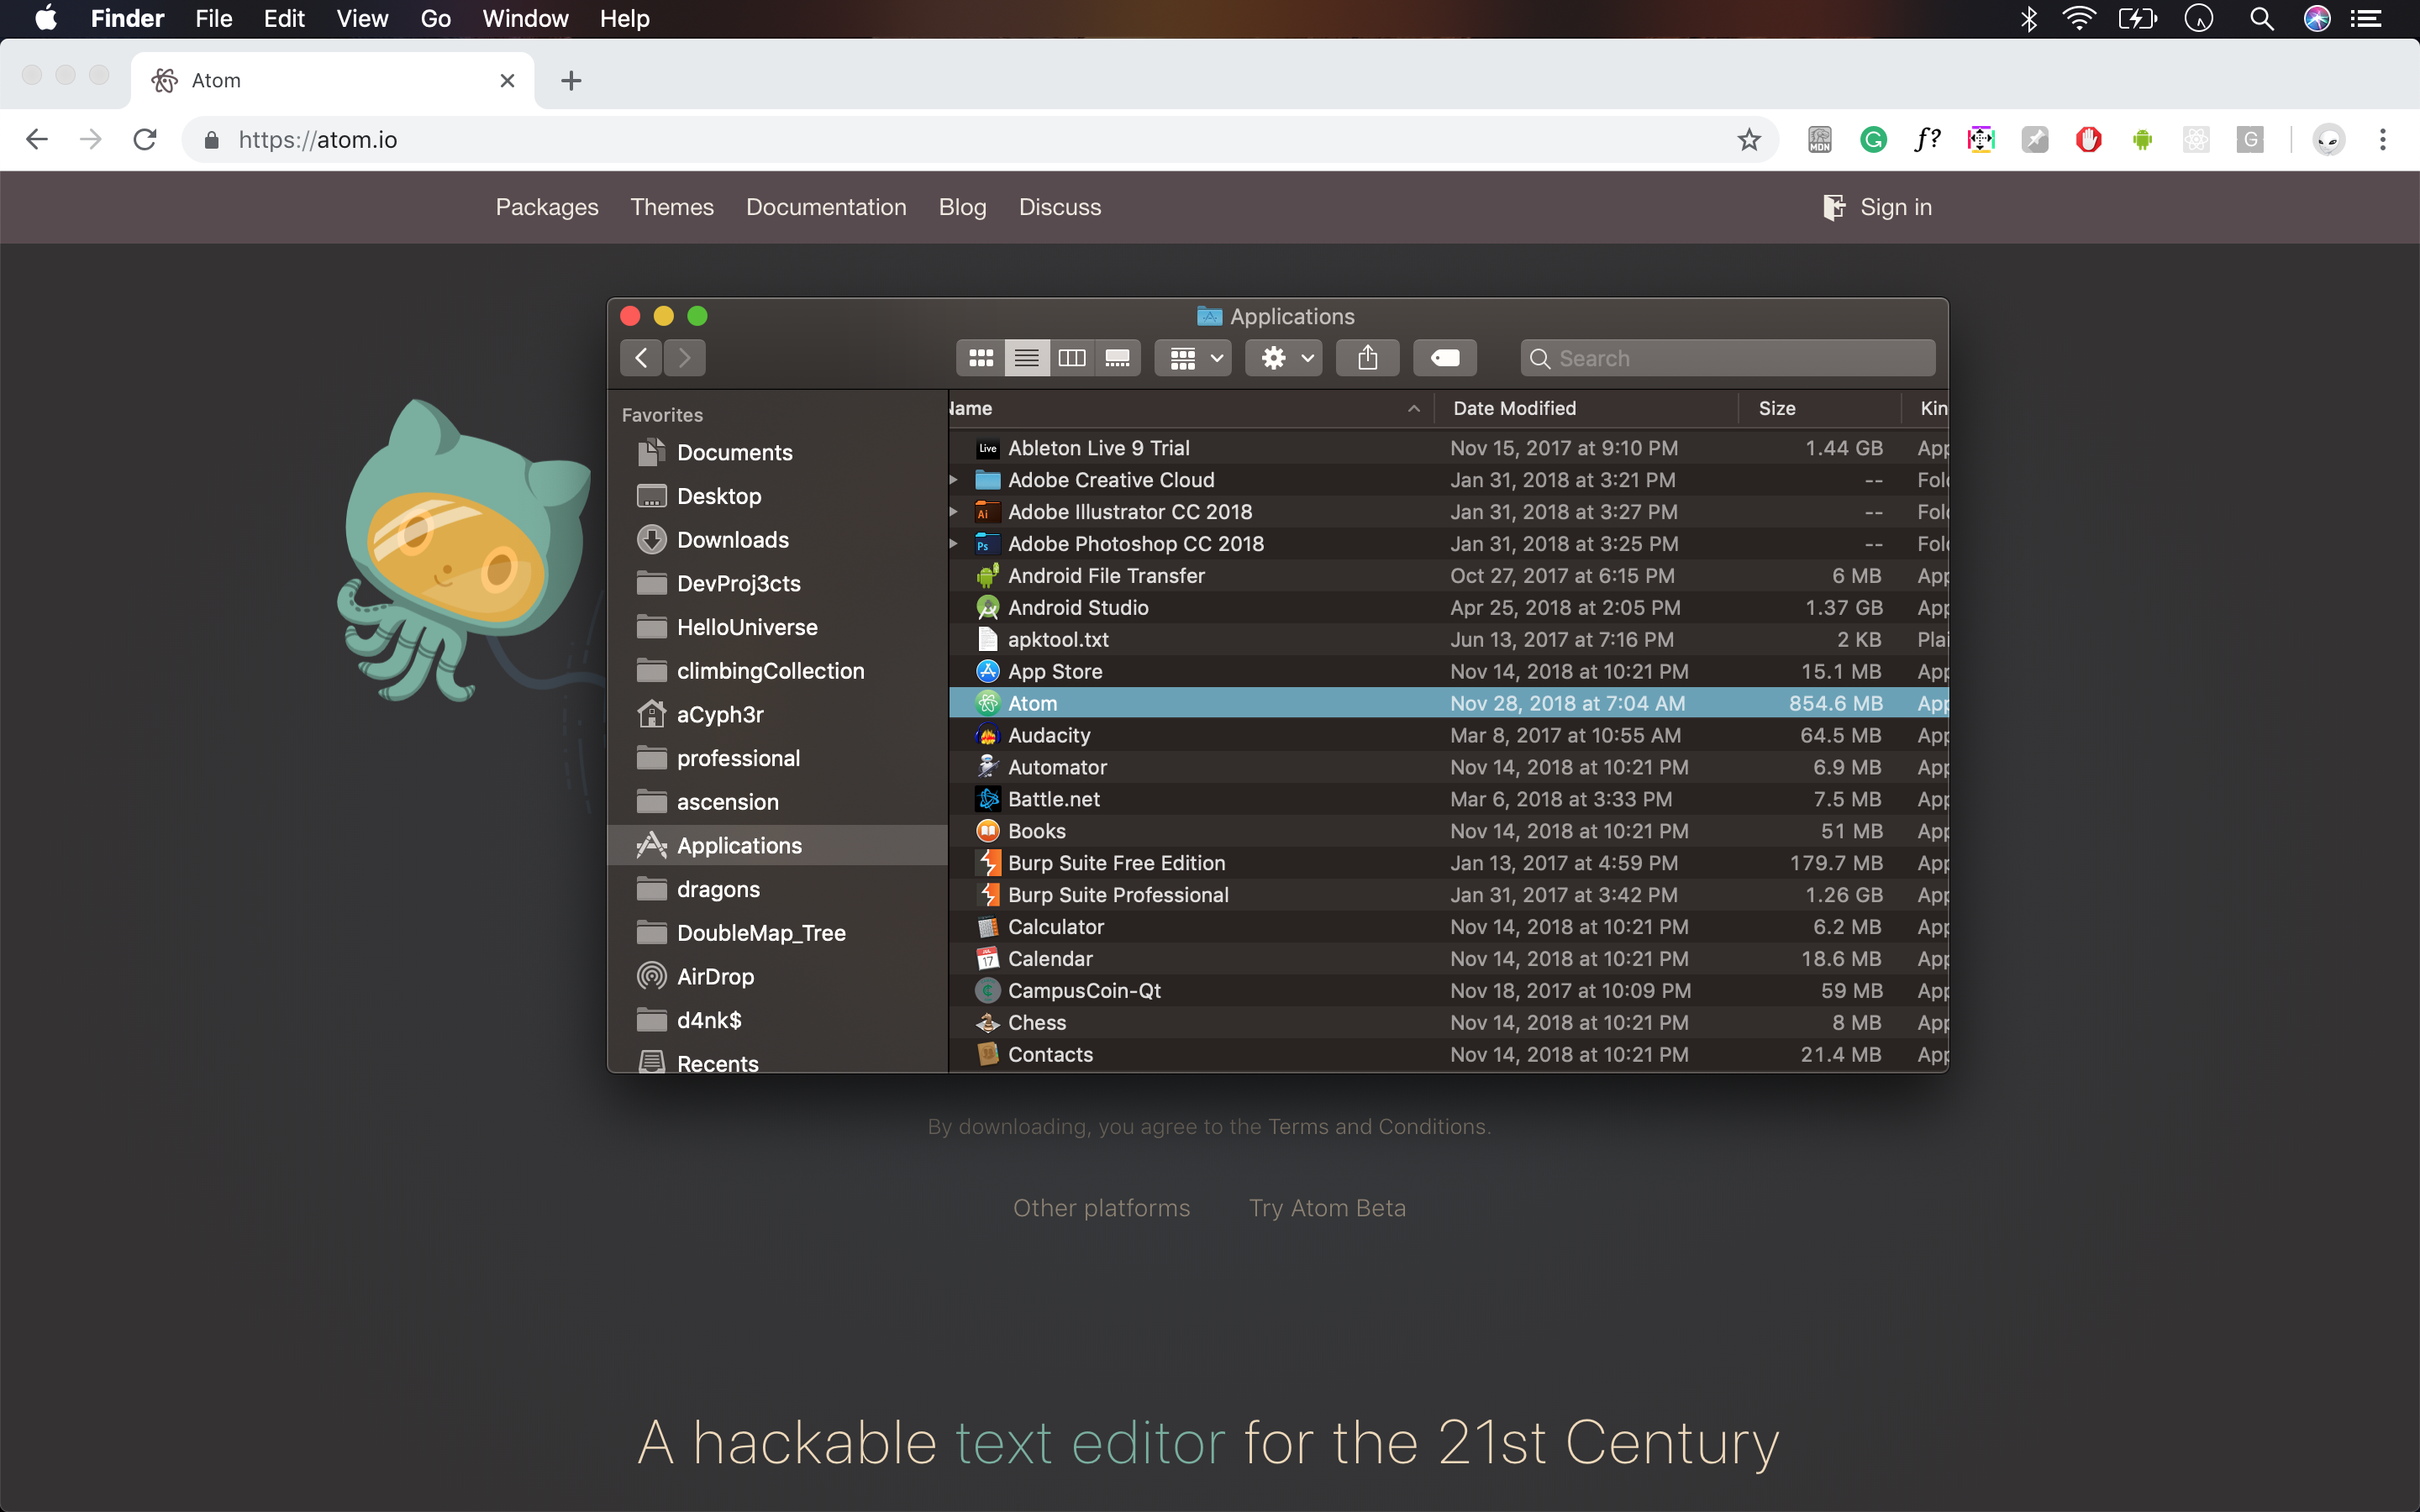 Finder File Edit View Go Window Help
Atom
https://atom.io
MDN G f? G
Packages Themes Documentation Blog Discuss Sign in
Applications
Search
Favorites
Documents
Desktop
Downloads
DevProj3cts
HelloUniverse
climbingCollection
aCyph3r
professional
ascension
Applications
dragons
DoubleMap_Tree
AirDrop
d4nk$
Recents
Name Date Modified Size Kin
Live Ableton Live 9 Trial Nov 15, 2017 at 9:10 PM 1.44 GB App
Adobe Creative Cloud Jan 31, 2018 at 3:21 PM -- Fol
Ai Adobe Illustrator CC 2018 Jan 31, 2018 at 3:27 PM -- Fol
Ps Adobe Photoshop CC 2018 Jan 31, 2018 at 3:25 PM -- Fol
Android File Transfer Oct 27, 2017 at 6:15 PM 6 MB App
Android Studio Apr 25, 2018 at 2:05 PM 1.37 GB App
apktool.txt Jun 13, 2017 at 7:16 PM 2 KB Plai
App Store Nov 14, 2018 at 10:21 PM 15.1 MB App
Atom Nov 28, 2018 at 7:04 AM 854.6 MB App
Audacity Mar 8, 2017 at 10:55 AM 64.5 MB App
Automator Nov 14, 2018 at 10:21 PM 6.9 MB App
Battle.net Mar 6, 2018 at 3:33 PM 7.5 MB App
Books Nov 14, 2018 at 10:21 PM 51 MB App
Burp Suite Free Edition Jan 13, 2017 at 4:59 PM 179.7 MB App
Burp Suite Professional Jan 31, 2017 at 3:42 PM 1.26 GB App
Calculator Nov 14, 2018 at 10:21 PM 6.2 MB App
17 Calendar Nov 14, 2018 at 10:21 PM 18.6 MB App
CampusCoin-Qt Nov 18, 2017 at 10:09 PM 59 MB App
Chess Nov 14, 2018 at 10:21 PM 8 MB App
Contacts Nov 14, 2018 at 10:21 PM 21.4 MB App
By downloading, you agree to the Terms and Conditions.
Other platforms Try Atom Beta
A hackable text editor for the 21st Century